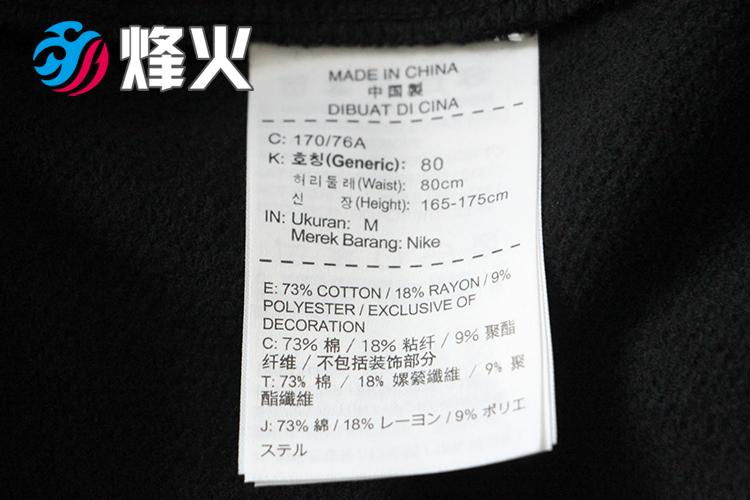 烽火
MADE IN CHINA
中国製
DIBUAT DI CINA
C: 170/76A
K: 호칭(Generic): 80
허리둘레(Waist): 80cm
신 장(Height): 165-175cm
IN: Ukuran: M
Merek Barang: Nike
E: 73% COTTON / 18% RAYON / 9%
POLYESTER / EXCLUSIVE OF
DECORATION
C: 73% 棉 / 18% 粘纤 / 9% 聚酯
纤维 / 不包括装饰部分
T: 73% 棉 / 18% 嫘縈纖維 / 9% 聚
酯纖維
J: 73% 綿 / 18% レーヨン / 9% ポリエ
ステル